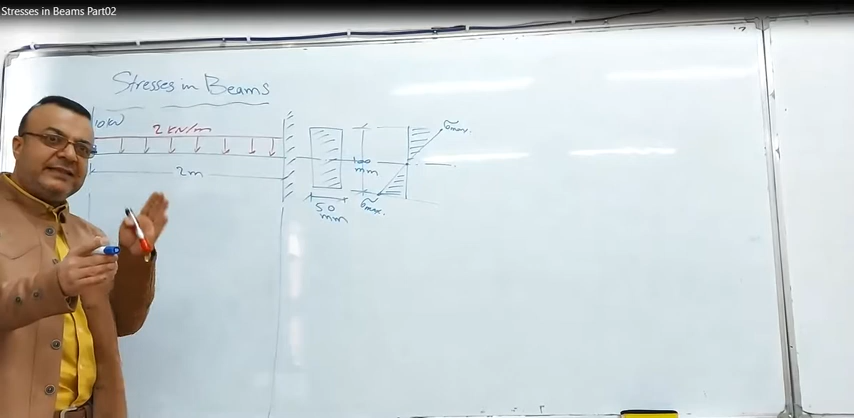 Stresses in Beams Part02
Stresses in Beams
10kN
2 kN/m
2m
100
mm
50
mm
σmax.
σmax.